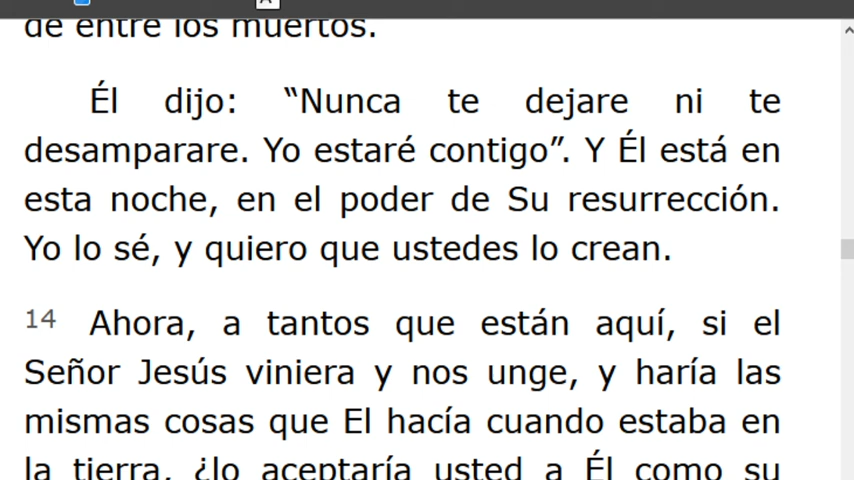 de entre los muertos.
Él dijo: “Nunca te dejare ni te
desamparare. Yo estaré contigo”. Y Él está en
esta noche, en el poder de Su resurrección.
Yo lo sé, y quiero que ustedes lo crean.
14 Ahora, a tantos que están aquí, si el
Señor Jesús viniera y nos unge, y haría las
mismas cosas que El hacía cuando estaba en
la tierra, ¿lo aceptaría usted a Él como su